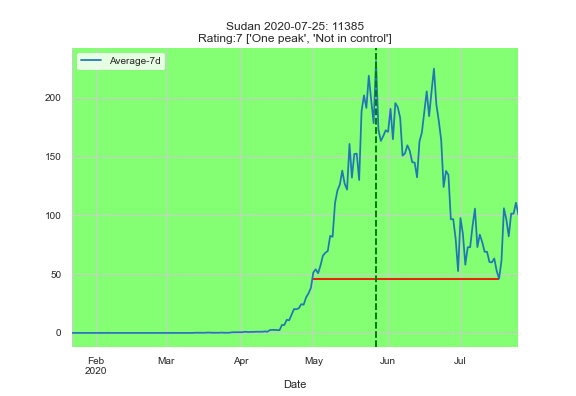 Sudan 2020-07-25: 11385
Rating:7 ['One peak', 'Not in control']
Average-7d
200
150
100
50
0
Feb
2020
Mar
Apr
May
Jun
Jul
Date